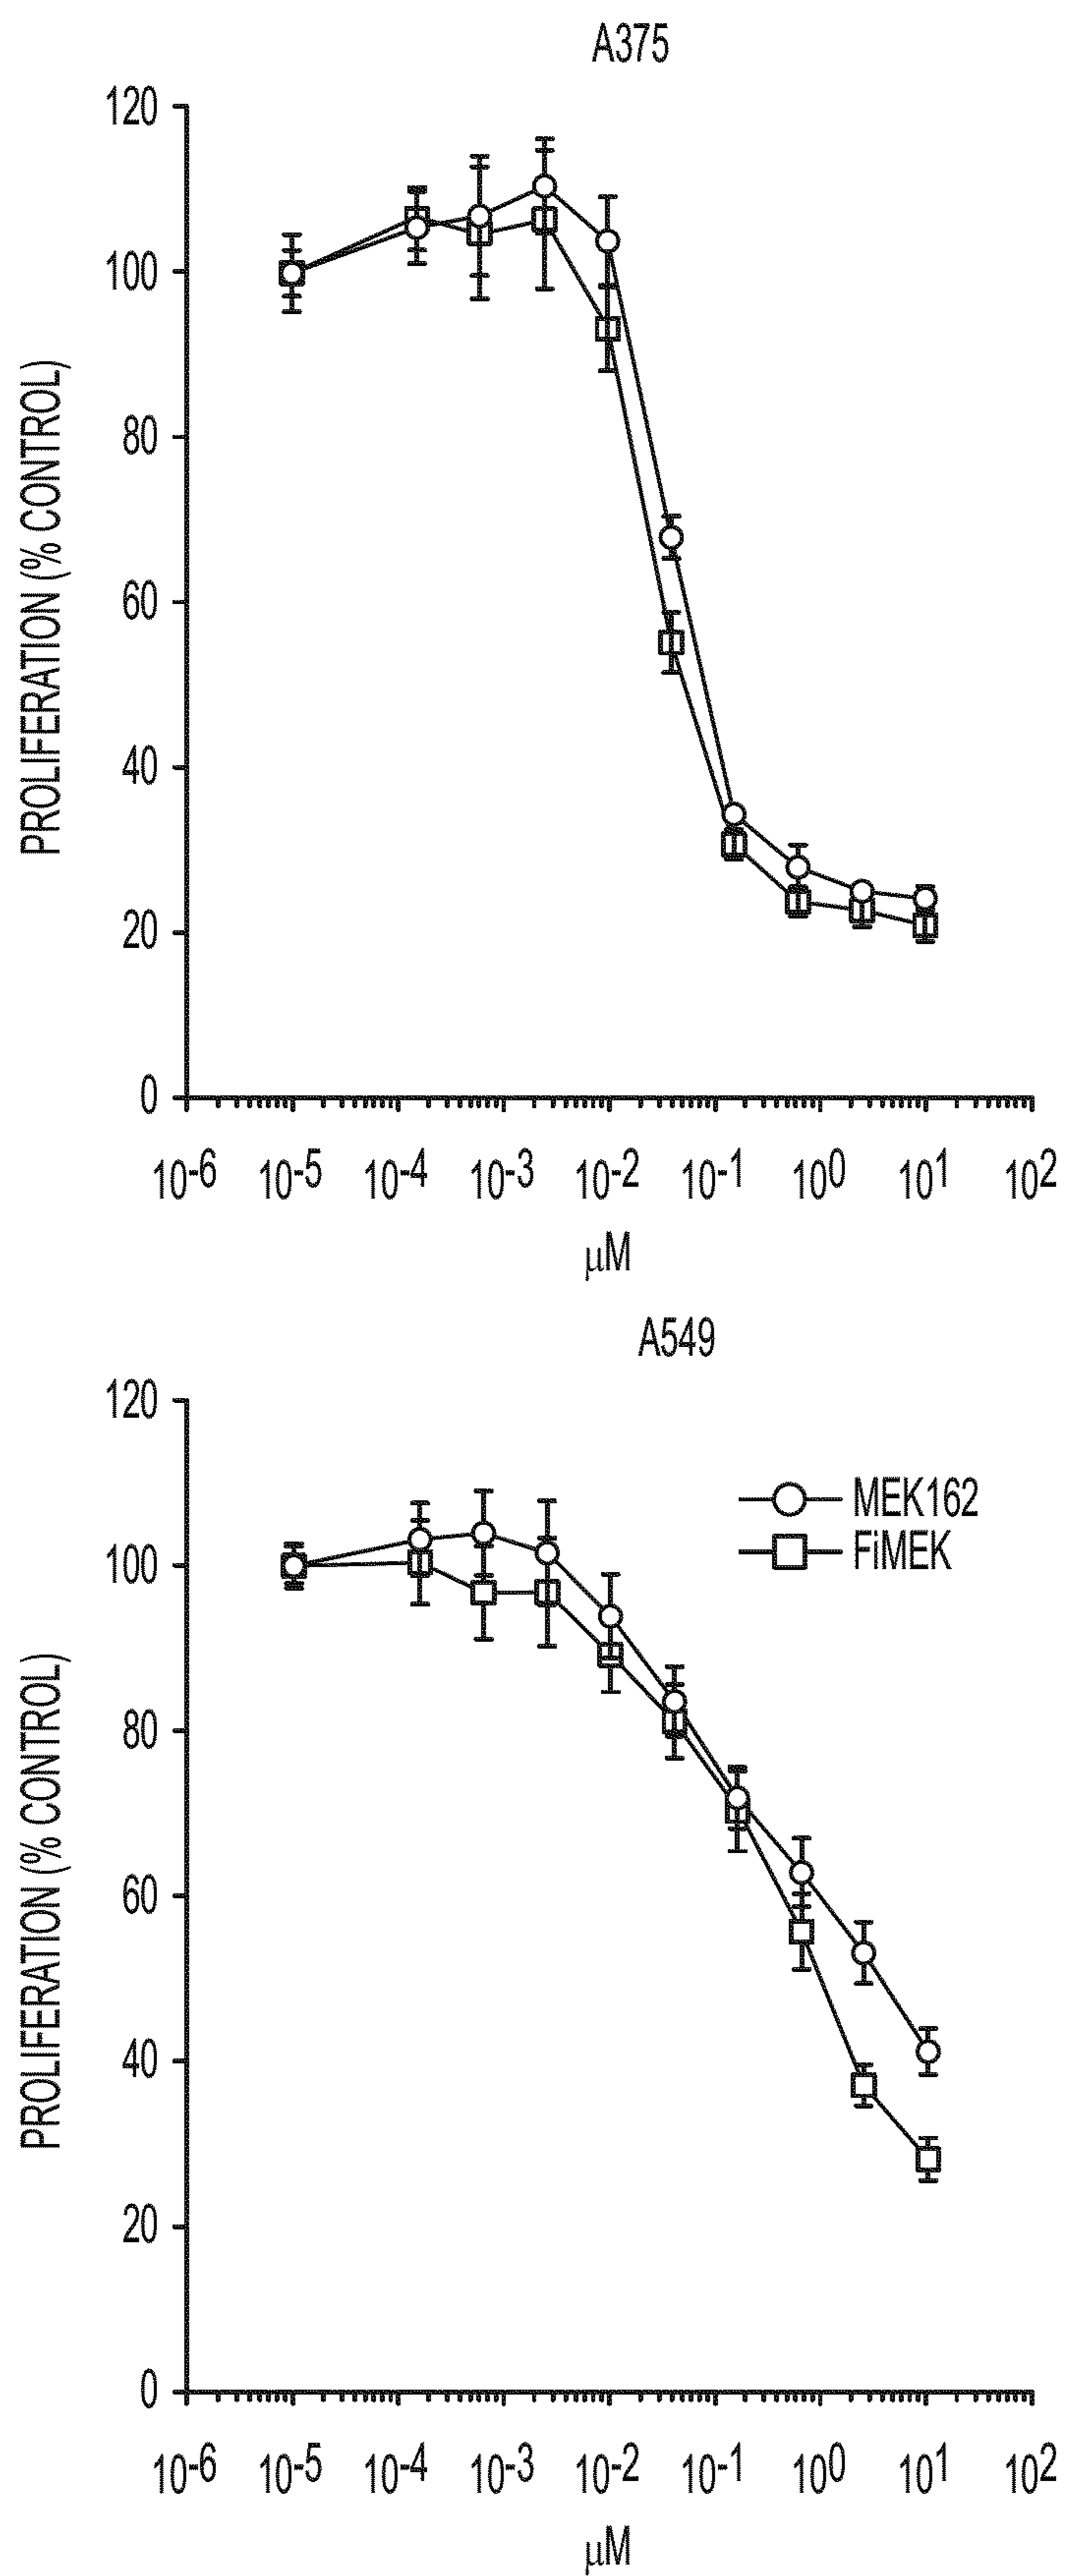 A375
120
100
80
60
40
20
0
PROLIFERATION (% CONTROL)
10-6 10-5 10-4 10-3 10-2 10-1 100 101 102
μM
A549
120
100
80
60
40
20
0
PROLIFERATION (% CONTROL)
MEK162
FiMEK
10-6 10-5 10-4 10-3 10-2 10-1 100 101 102
μM